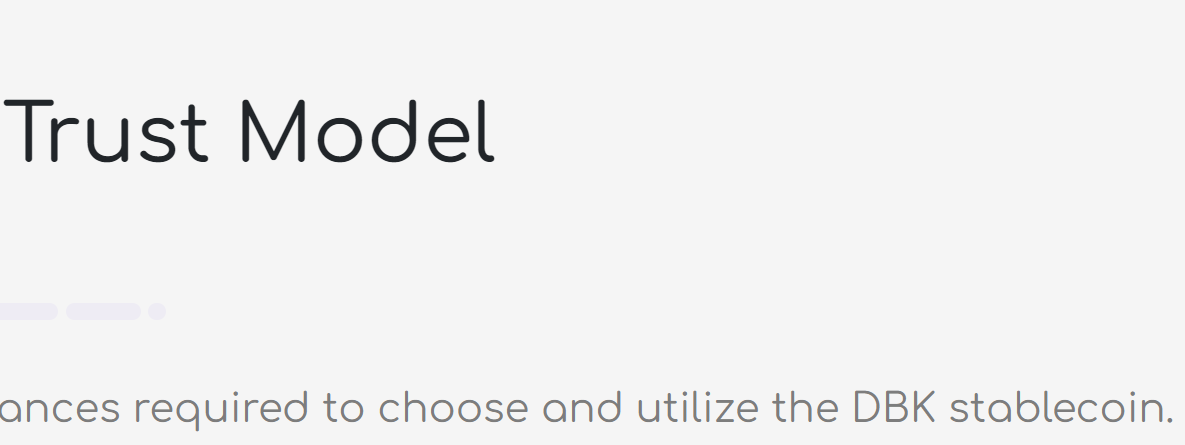 Trust Model
ances required to choose and utilize the DBK stablecoin.